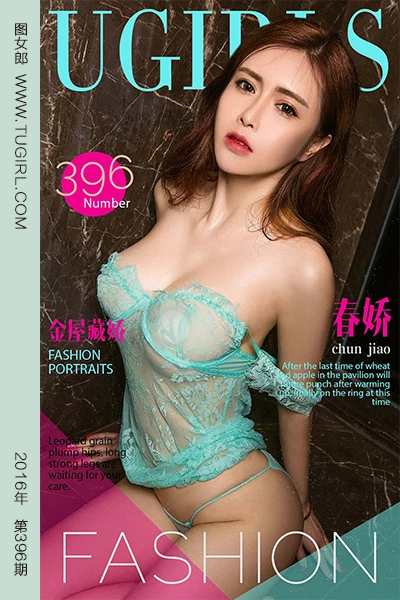 图女郎 WWW.TUGIRL.COM
2016年 第396期
UGIRLS
396
Number
金屋藏娇
FASHION
PORTRAITS
春娇
chun jiao
After the last time of wheat
apple in the pavilion will
punch after warming
finally on the ring at this
time
Leopard grain
plump hips, long
strong legs are
waiting for your
care.
FASHION